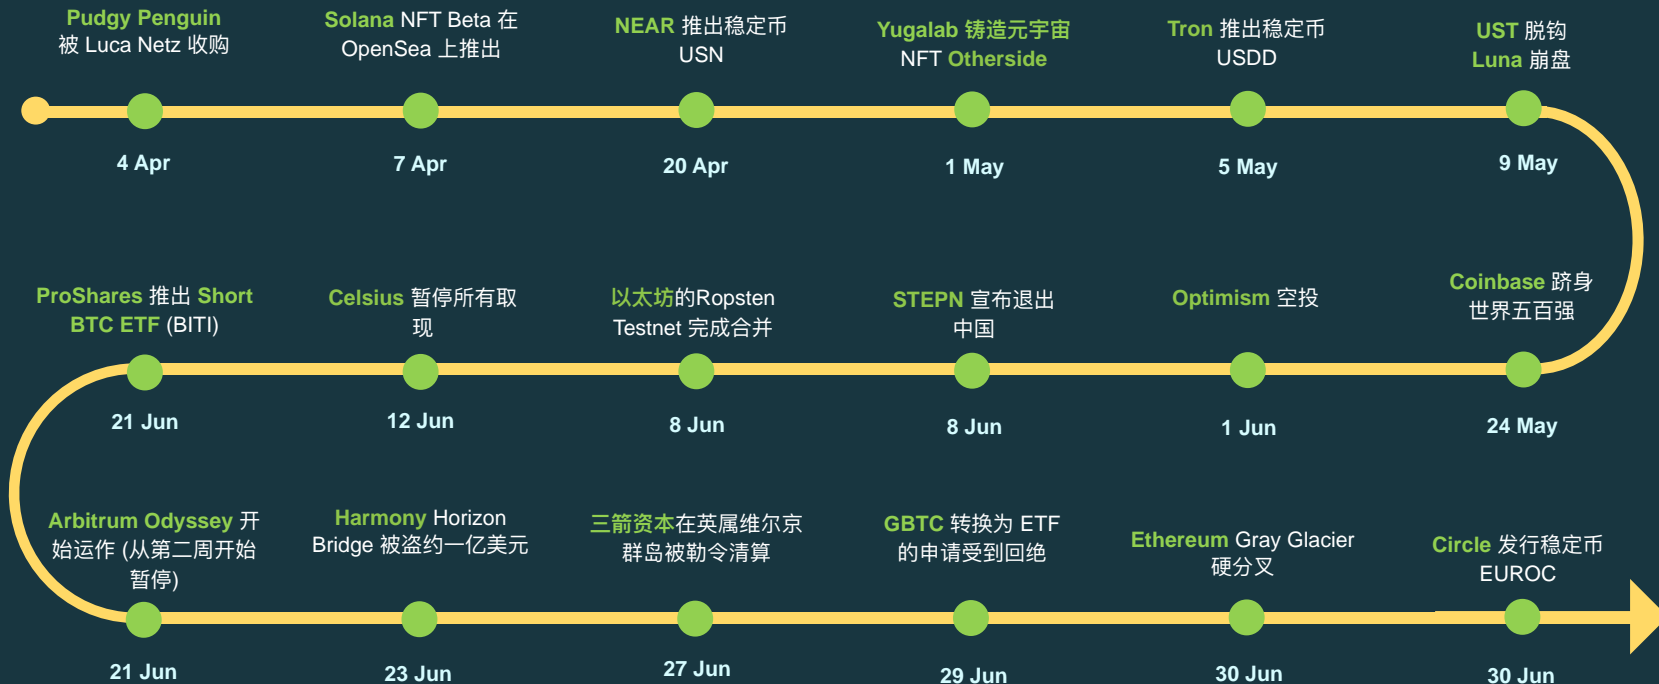 Pudgy Penguin
被 Luca Netz 收购
4 Apr
Solana NFT Beta 在
OpenSea 上推出
7 Apr
NEAR 推出稳定币
USN
20 Apr
Yugalab 铸造元宇宙
NFT Otherside
1 May
Tron 推出稳定币
USDD
5 May
UST 脱钩
Luna 崩盘
9 May
Coinbase 跻身
世界五百强
24 May
Optimism 空投
1 Jun
STEPN 宣布退出
中国
8 Jun
以太坊的Ropsten
Testnet 完成合并
8 Jun
Celsius 暂停所有取
现
12 Jun
ProShares 推出 Short
BTC ETF (BITI)
21 Jun
Arbitrum Odyssey 开
始运作 (从第二周开始
暂停)
21 Jun
Harmony Horizon
Bridge 被盗约一亿美元
23 Jun
三箭资本在英属维尔京
群岛被勒令清算
27 Jun
GBTC 转换为 ETF
的申请受到回绝
29 Jun
Ethereum Gray Glacier
硬分叉
30 Jun
Circle 发行稳定币
EUROC
30 Jun